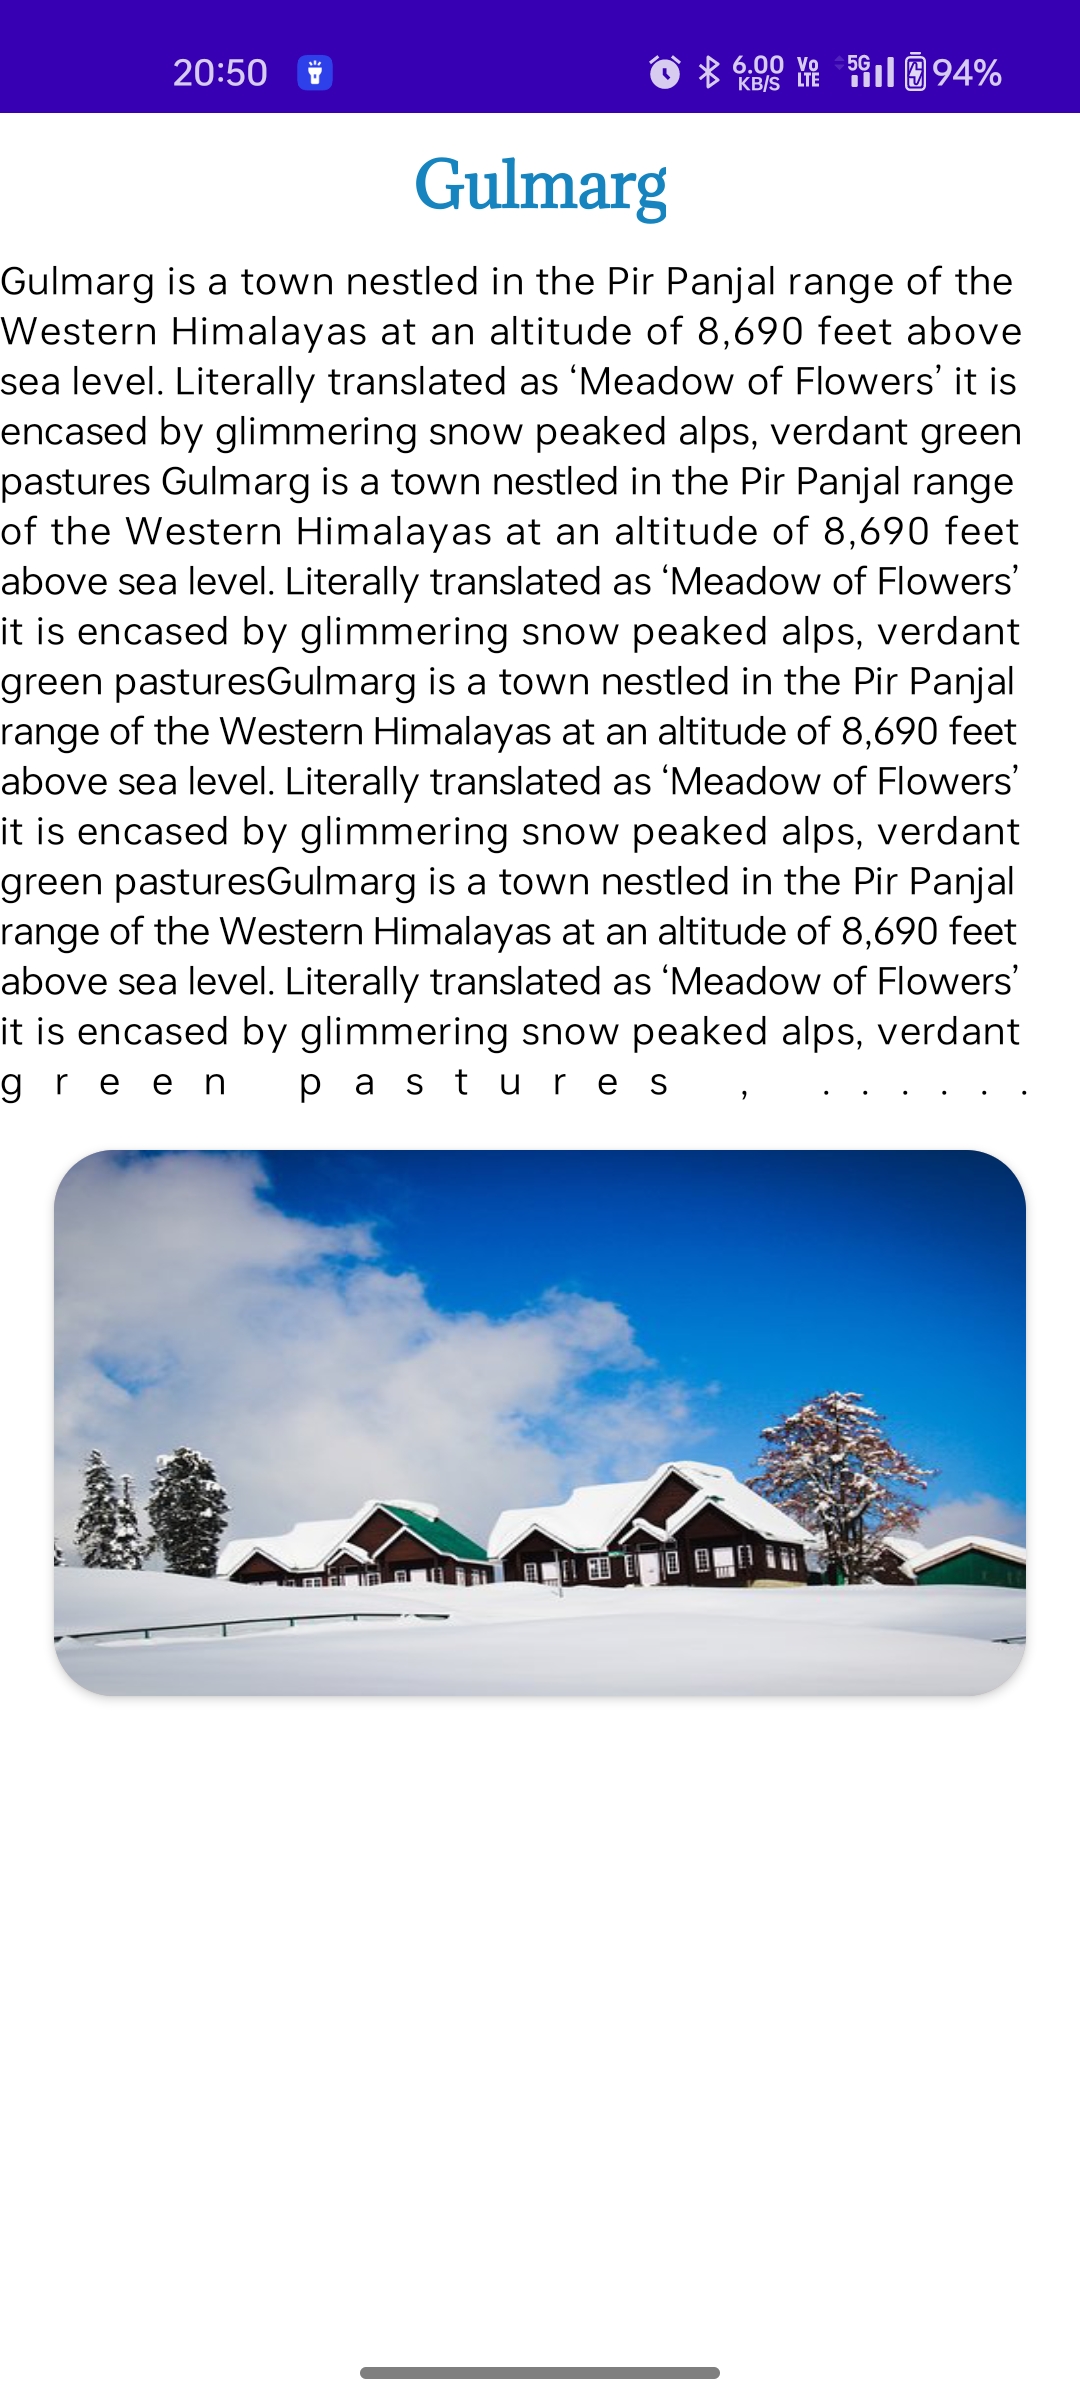 20:50 6.00 KB/S Vo LTE 5G 94%
Gulmarg
Gulmarg is a town nestled in the Pir Panjal range of the
Western Himalayas at an altitude of 8,690 feet above
sea level. Literally translated as ‘Meadow of Flowers’ it is
encased by glimmering snow peaked alps, verdant green
pastures Gulmarg is a town nestled in the Pir Panjal range
of the Western Himalayas at an altitude of 8,690 feet
above sea level. Literally translated as ‘Meadow of Flowers’
it is encased by glimmering snow peaked alps, verdant
green pasturesGulmarg is a town nestled in the Pir Panjal
range of the Western Himalayas at an altitude of 8,690 feet
above sea level. Literally translated as ‘Meadow of Flowers’
it is encased by glimmering snow peaked alps, verdant
green pasturesGulmarg is a town nestled in the Pir Panjal
range of the Western Himalayas at an altitude of 8,690 feet
above sea level. Literally translated as ‘Meadow of Flowers’
it is encased by glimmering snow peaked alps, verdant
green pastures , ......